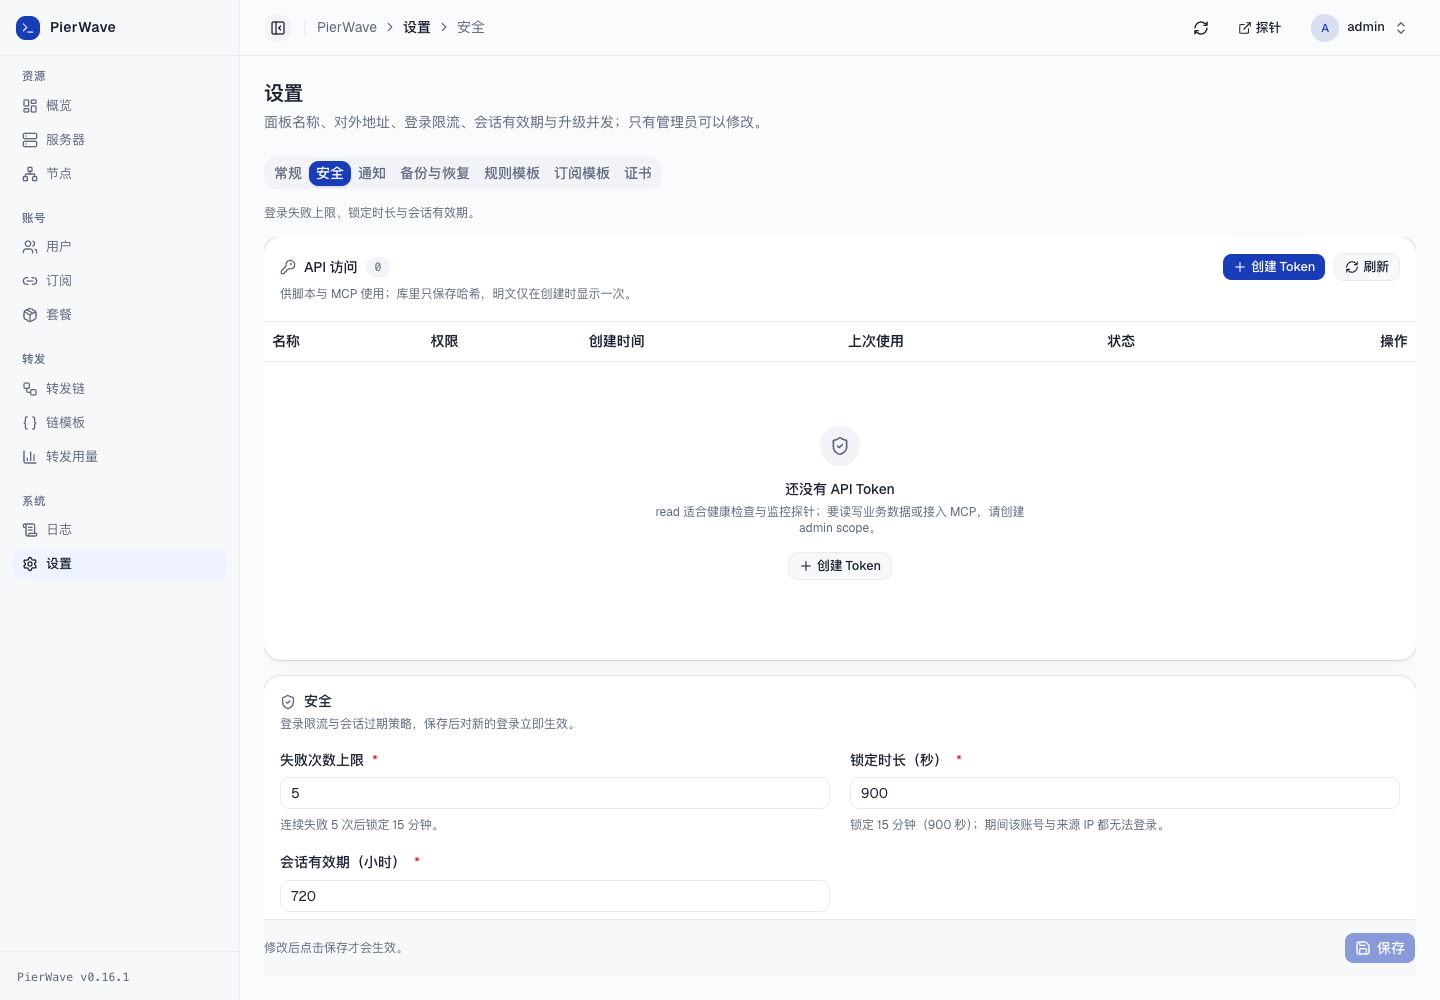 PierWave
资源
概览
服务器
节点
账号
用户
订阅
套餐
转发
转发链
链模板
转发用量
系统
日志
设置
PierWave v0.16.1
PierWave > 设置 > 安全
探针
A admin
设置
面板名称、对外地址、登录限流、会话有效期与升级并发；只有管理员可以修改。
常规 安全 通知 备份与恢复 规则模板 订阅模板 证书
登录失败上限、锁定时长与会话有效期。
API 访问 0
创建 Token 刷新
供脚本与 MCP 使用；库里只保存哈希，明文仅在创建时显示一次。
名称 权限 创建时间 上次使用 状态 操作
还没有 API Token
read 适合健康检查与监控探针；要读写业务数据或接入 MCP，请创建
admin scope。
创建 Token
安全
登录限流与会话过期策略，保存后对新的登录立即生效。
失败次数上限 *
5
连续失败 5 次后锁定 15 分钟。
锁定时长（秒） *
900
锁定 15 分钟（900 秒）；期间该账号与来源 IP 都无法登录。
会话有效期（小时） *
720
修改后点击保存才会生效。
保存